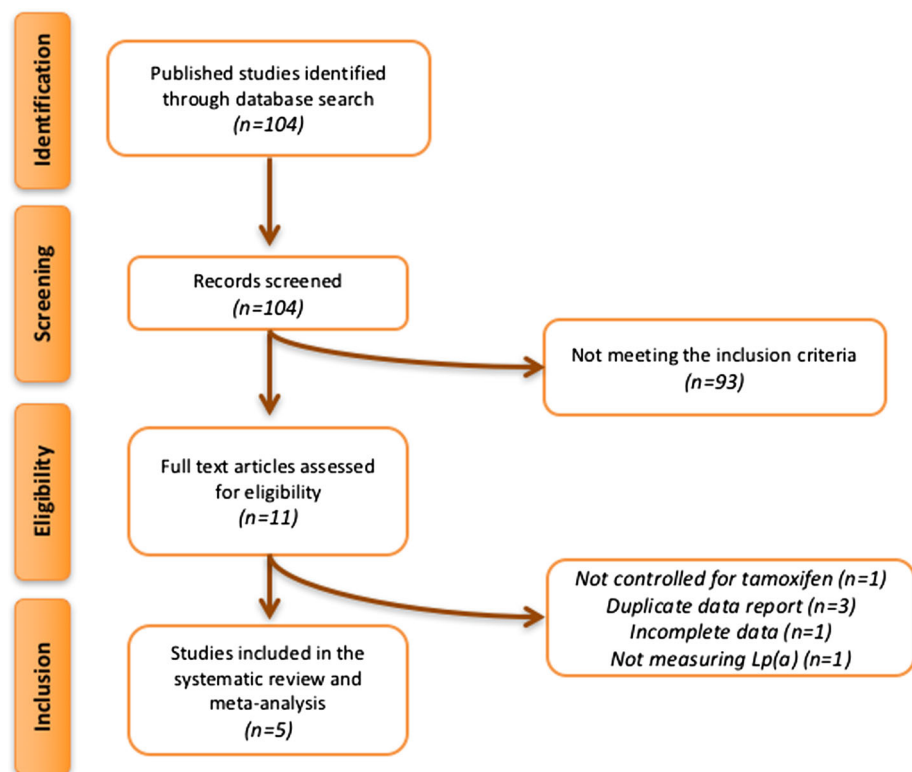 Identification
Published studies identified
through database search
(n=104)
Screening
Records screened
(n=104)
Not meeting the inclusion criteria
(n=93)
Eligibility
Full text articles assessed
for eligibility
(n=11)
Not controlled for tamoxifen (n=1)
Duplicate data report (n=3)
Incomplete data (n=1)
Not measuring Lp(a) (n=1)
Inclusion
Studies included in the
systematic review and
meta-analysis
(n=5)